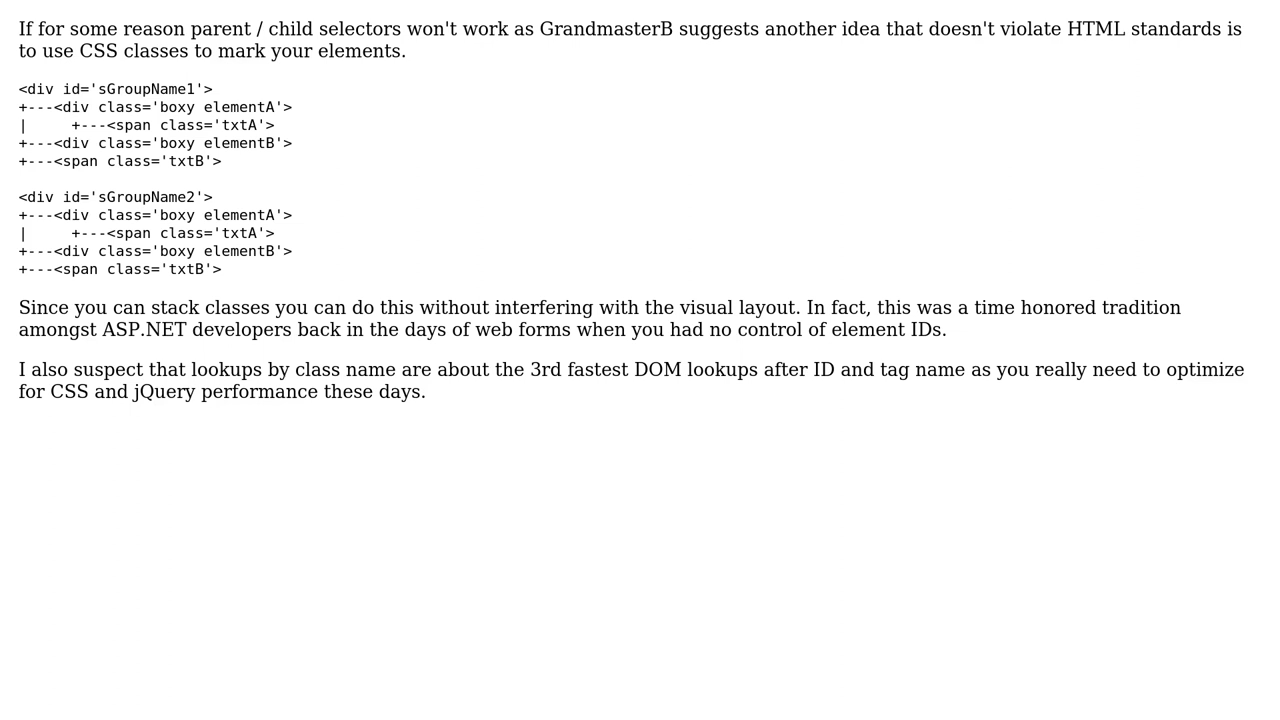 If for some reason parent / child selectors won't work as GrandmasterB suggests another idea that doesn't violate HTML standards is
to use CSS classes to mark your elements.
<div id='sGroupName1'>
+---<div class='boxy elementA'>
|     +---<span class='txtA'>
+---<div class='boxy elementB'>
+---<span class='txtB'>
<div id='sGroupName2'>
+---<div class='boxy elementA'>
|     +---<span class='txtA'>
+---<div class='boxy elementB'>
+---<span class='txtB'>
Since you can stack classes you can do this without interfering with the visual layout. In fact, this was a time honored tradition
amongst ASP.NET developers back in the days of web forms when you had no control of element IDs.
I also suspect that lookups by class name are about the 3rd fastest DOM lookups after ID and tag name as you really need to optimize
for CSS and jQuery performance these days.